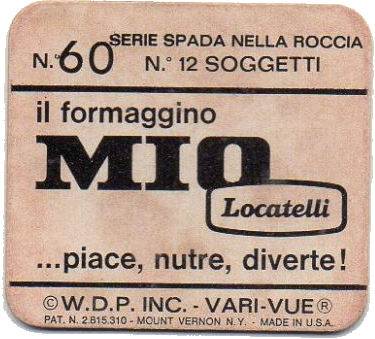 N.° 60 SERIE SPADA NELLA ROCCIA
N.° 12 SOGGETTI
il formaggino
MIO
Locatelli
...piace, nutre, diverte!
©W.D.P. INC. - VARI-VUE®
PAT. N. 2.815.310 - MOUNT VERNON N.Y. - MADE IN U.S.A.